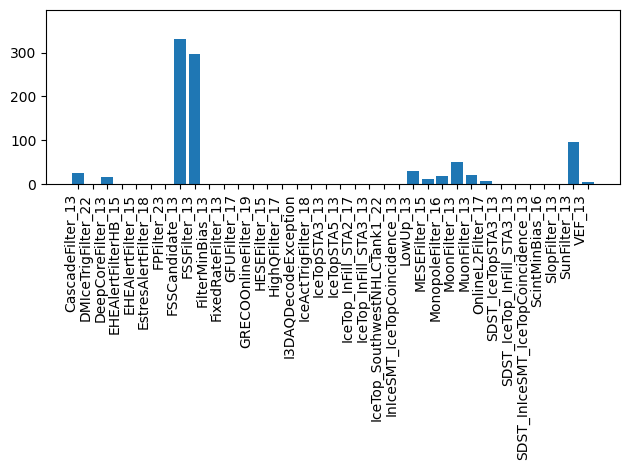 300
200
100
0
CascadeFilter_13
DMIceTrigFilter_22
DeepCoreFilter_13
EHEAlertFilterHB_15
EHEAlertFilter_15
EstresAlertFilter_18
FPFilter_23
FSSCandidate_13
FSSFilter_13
FilterMinBias_13
FixedRateFilter_13
GFUFilter_17
GRECOOnlineFilter_19
HESEFilter_15
HighQFilter_17
I3DAQDecodeException
IceActTrigFilter_18
IceTopSTA3_13
IceTopSTA5_13
IceTop_InFill_STA2_17
IceTop_InFill_STA3_13
IceTop_SouthwestNHLCTank1_22
InIceSMT_IceTopCoincidence_13
LowUp_13
MESEFilter_15
MonopoleFilter_16
MoonFilter_13
MuonFilter_13
OnlineL2Filter_17
SDST_IceTopSTA3_13
SDST_IceTop_InFill_STA3_13
SDST_InIceSMT_IceTopCoincidence_13
ScintMinBias_16
SlopFilter_13
SunFilter_13
VEF_13